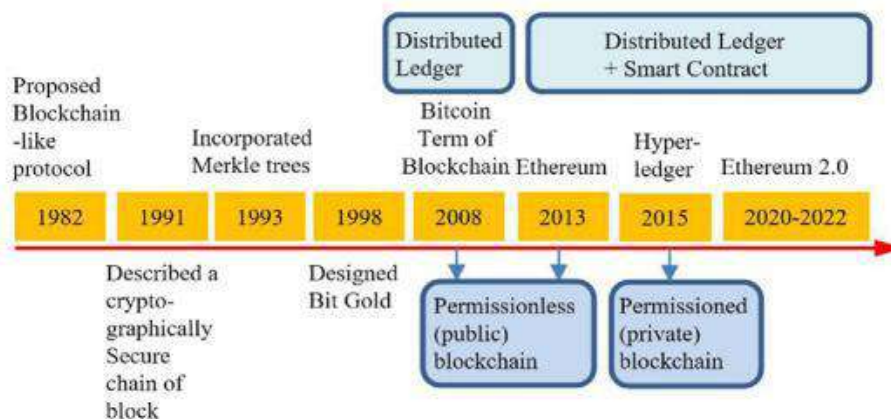 Distributed
Ledger
Distributed Ledger
+ Smart Contract
Proposed
Blockchain
-like
protocol
Incorporated
Merkle trees
Bitcoin
Term of
Blockchain
Ethereum
Hyper-
ledger
Ethereum 2.0
1982
1991
1993
1998
2008
2013
2015
2020-2022
Described a
crypto-
graphically
Secure
chain of
block
Designed
Bit Gold
Permissionless
(public)
blockchain
Permissioned
(private)
blockchain